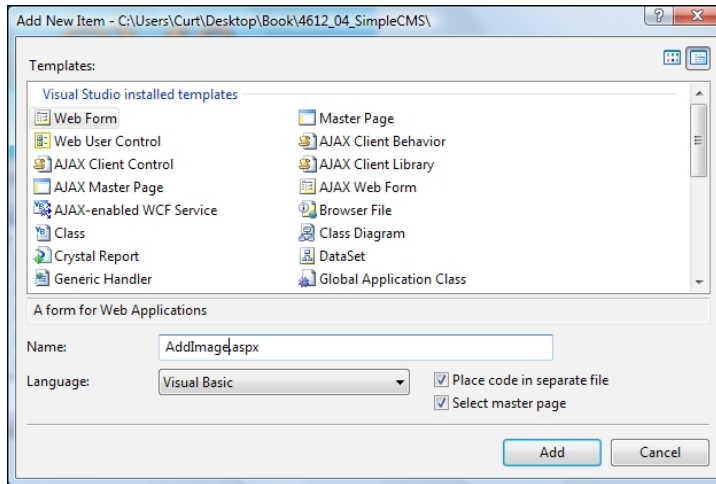 Add New Item - C:\Users\Curt\Desktop\Book\4612_04_SimpleCMS\
Templates:
Visual Studio installed templates
Web Form
Master Page
Web User Control
AJAX Client Behavior
AJAX Client Control
AJAX Client Library
AJAX Master Page
AJAX Web Form
AJAX-enabled WCF Service
Browser File
Class
Class Diagram
Crystal Report
DataSet
Generic Handler
Global Application Class
A form for Web Applications
Name:
AddImage.aspx
Language:
Visual Basic
Place code in separate file
Select master page
Add
Cancel